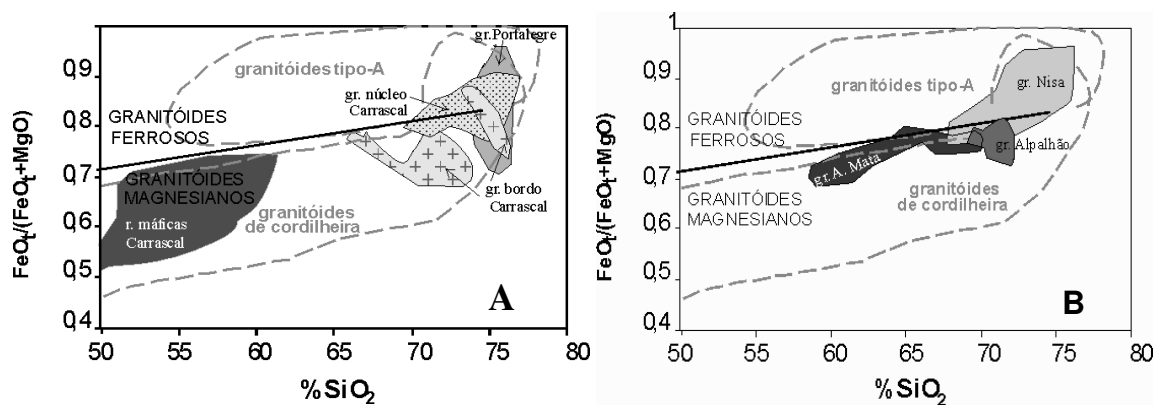 FeOt/(FeOt+MgO)
1
0,9
0,8
0,7
0,6
0,5
0,4
50
55
60
65
70
75
80
%SiO2
granitóides tipo-A
gr. Portalegre
gr. núcleo
Carrascal
GRANITÓIDES
FERROSOS
GRANITÓIDES
MAGNESIANOS
r. máficas
Carrascal
granitóides
de cordilheira
gr. bordo
Carrascal
A
FeOt/(FeOt+MgO)
1
0,9
0,8
0,7
0,6
0,5
0,4
50
55
60
65
70
75
80
%SiO2
granitóides tipo-A
gr. Nisa
GRANITÓIDES
FERROSOS
gr. Alpalhão
gr. A. Mata
GRANITÓIDES
MAGNESIANOS
granitóides
de cordilheira
B